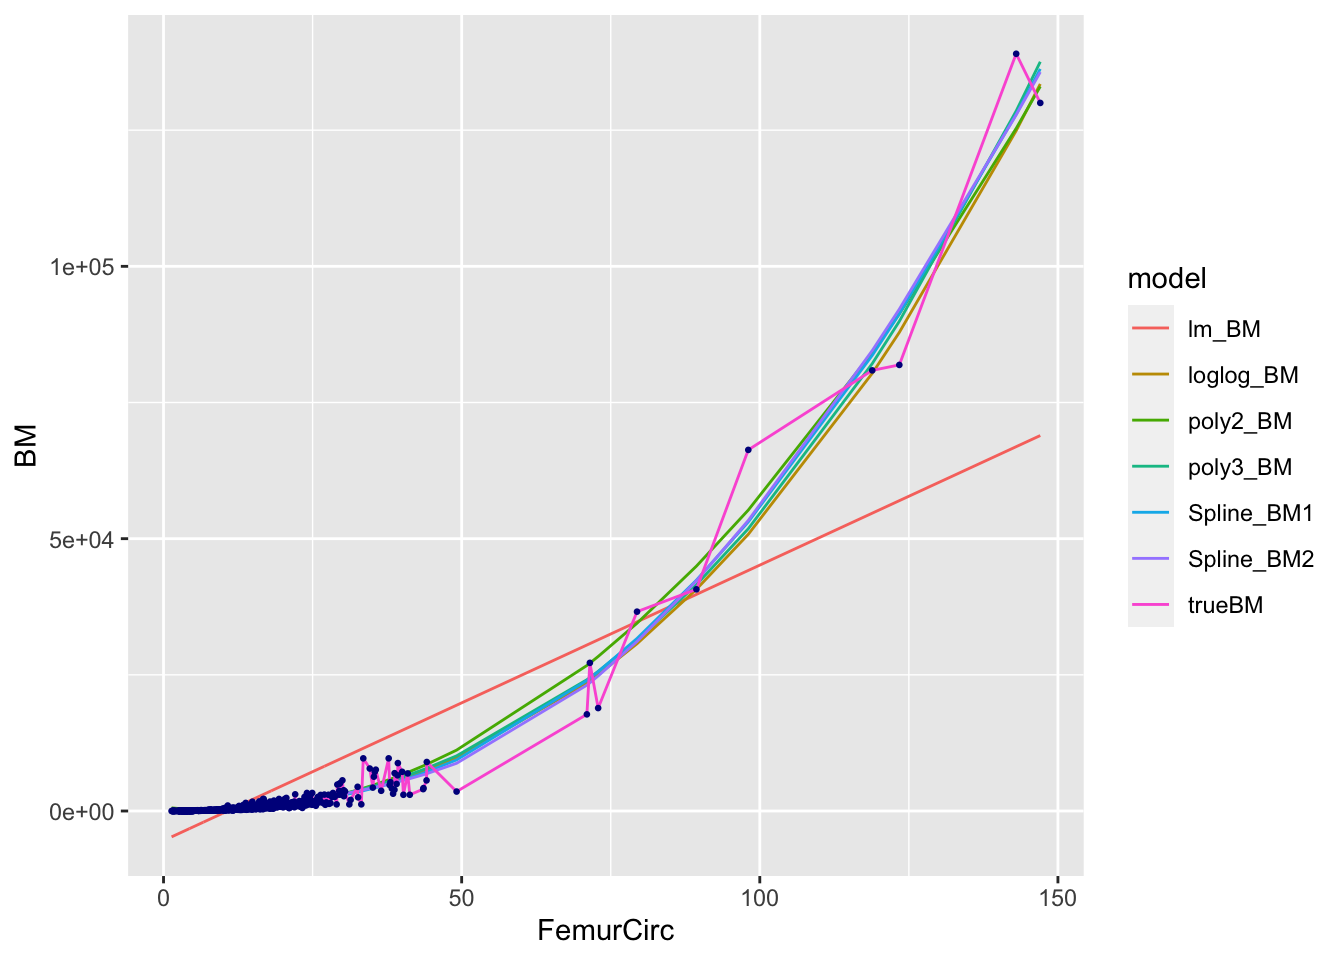 BM
1e+05
5e+04
0e+00
0
50
100
150
FemurCirc
model
lm_BM
loglog_BM
poly2_BM
poly3_BM
Spline_BM1
Spline_BM2
trueBM